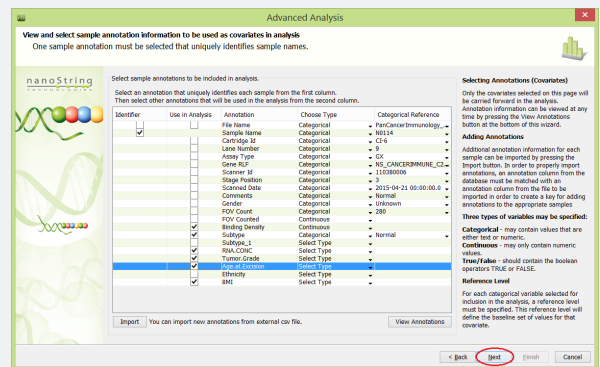 Advanced Analysis
View and select sample annotation information to be used as covariates in analysis
One sample annotation must be selected that uniquely identifies sample names.
nanoString
TECHNOLOGIES
Select sample annotations to be included in analysis.
Select an annotation that uniquely identifies each sample from the first column.
Then select other annotations that will be used in the analysis from the second column.
Identifier Use in Analysis Annotation Choose Type Categorical Reference
File Name Categorical PanCancerImmunology_
Sample Name Categorical N0114
Cartridge Id Categorical CI-6
Lane Number Categorical 9
Assay Type Categorical GX
Gene RLF Categorical NS_CANCERIMMUNE_C2
Scanner Id Categorical 1103B0006
Stage Position Categorical 3
Scanned Date Categorical 2015-04-21 00:00:00.0
Comments Categorical Normal
Gender Categorical Unknown
FOV Count Categorical 280
FOV Counted Continuous
Binding Density Continuous
Subtype Categorical Normal
Subtype_1 Select Type
RNA.CONC Select Type
Tumor.Grade Select Type
Age.at.Excision Select Type
Ethnicity Select Type
BMI Select Type
Import You can import new annotations from external csv file. View Annotations
Selecting Annotations (Covariates)
Only the covariates selected on this page will
be carried forward in the analysis.
Annotation information can be viewed at any
time by pressing the View Annotations
button at the bottom of this wizard.
Adding Annotations
Additional annotation information for each
sample can be imported by pressing the
Import button. In order to properly import
annotations, an annotation column from the
database must be matched with an
annotation column from the file to be
imported in order to create a key for adding
annotations to the appropriate samples
Three types of variables may be specified:
Categorical - may contain values that are
either text or numeric.
Continuous - may only contain numeric
values.
True/False - should contain the boolean
operators TRUE or FALSE.
Reference Level
For each categorical variable selected for
inclusion in the analysis, a reference level
must be specified. This reference level will
define the baseline set of values for that
covariate.
< Back Next Finish Cancel